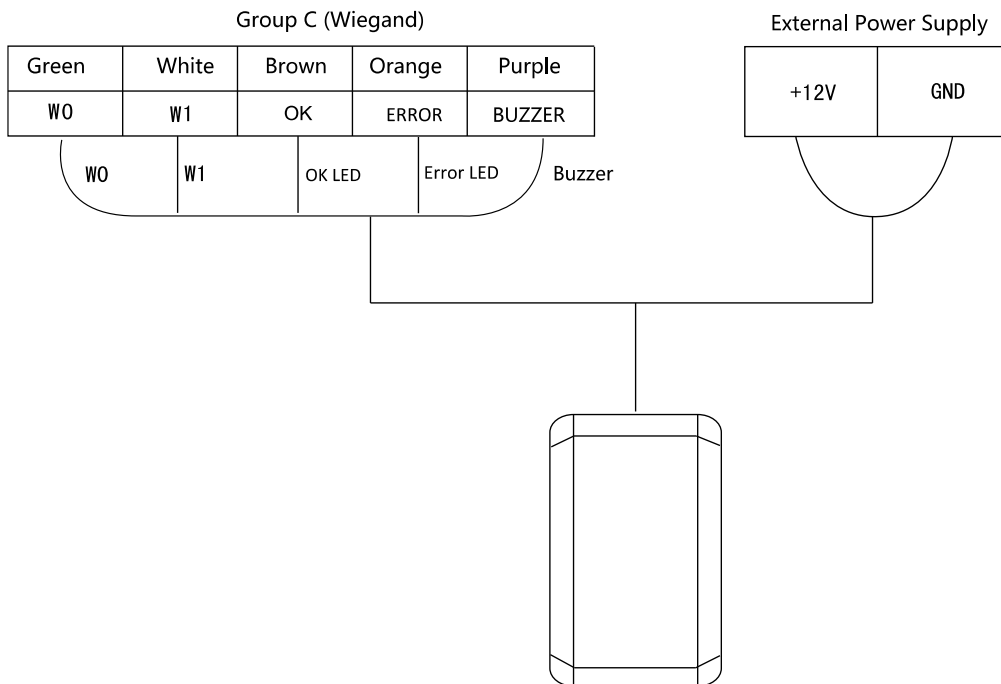 Group C (Wiegand)
External Power Supply
Green White Brown Orange Purple
W0 W1 OK ERROR BUZZER
+12V GND
W0 W1 OK LED Error LED Buzzer